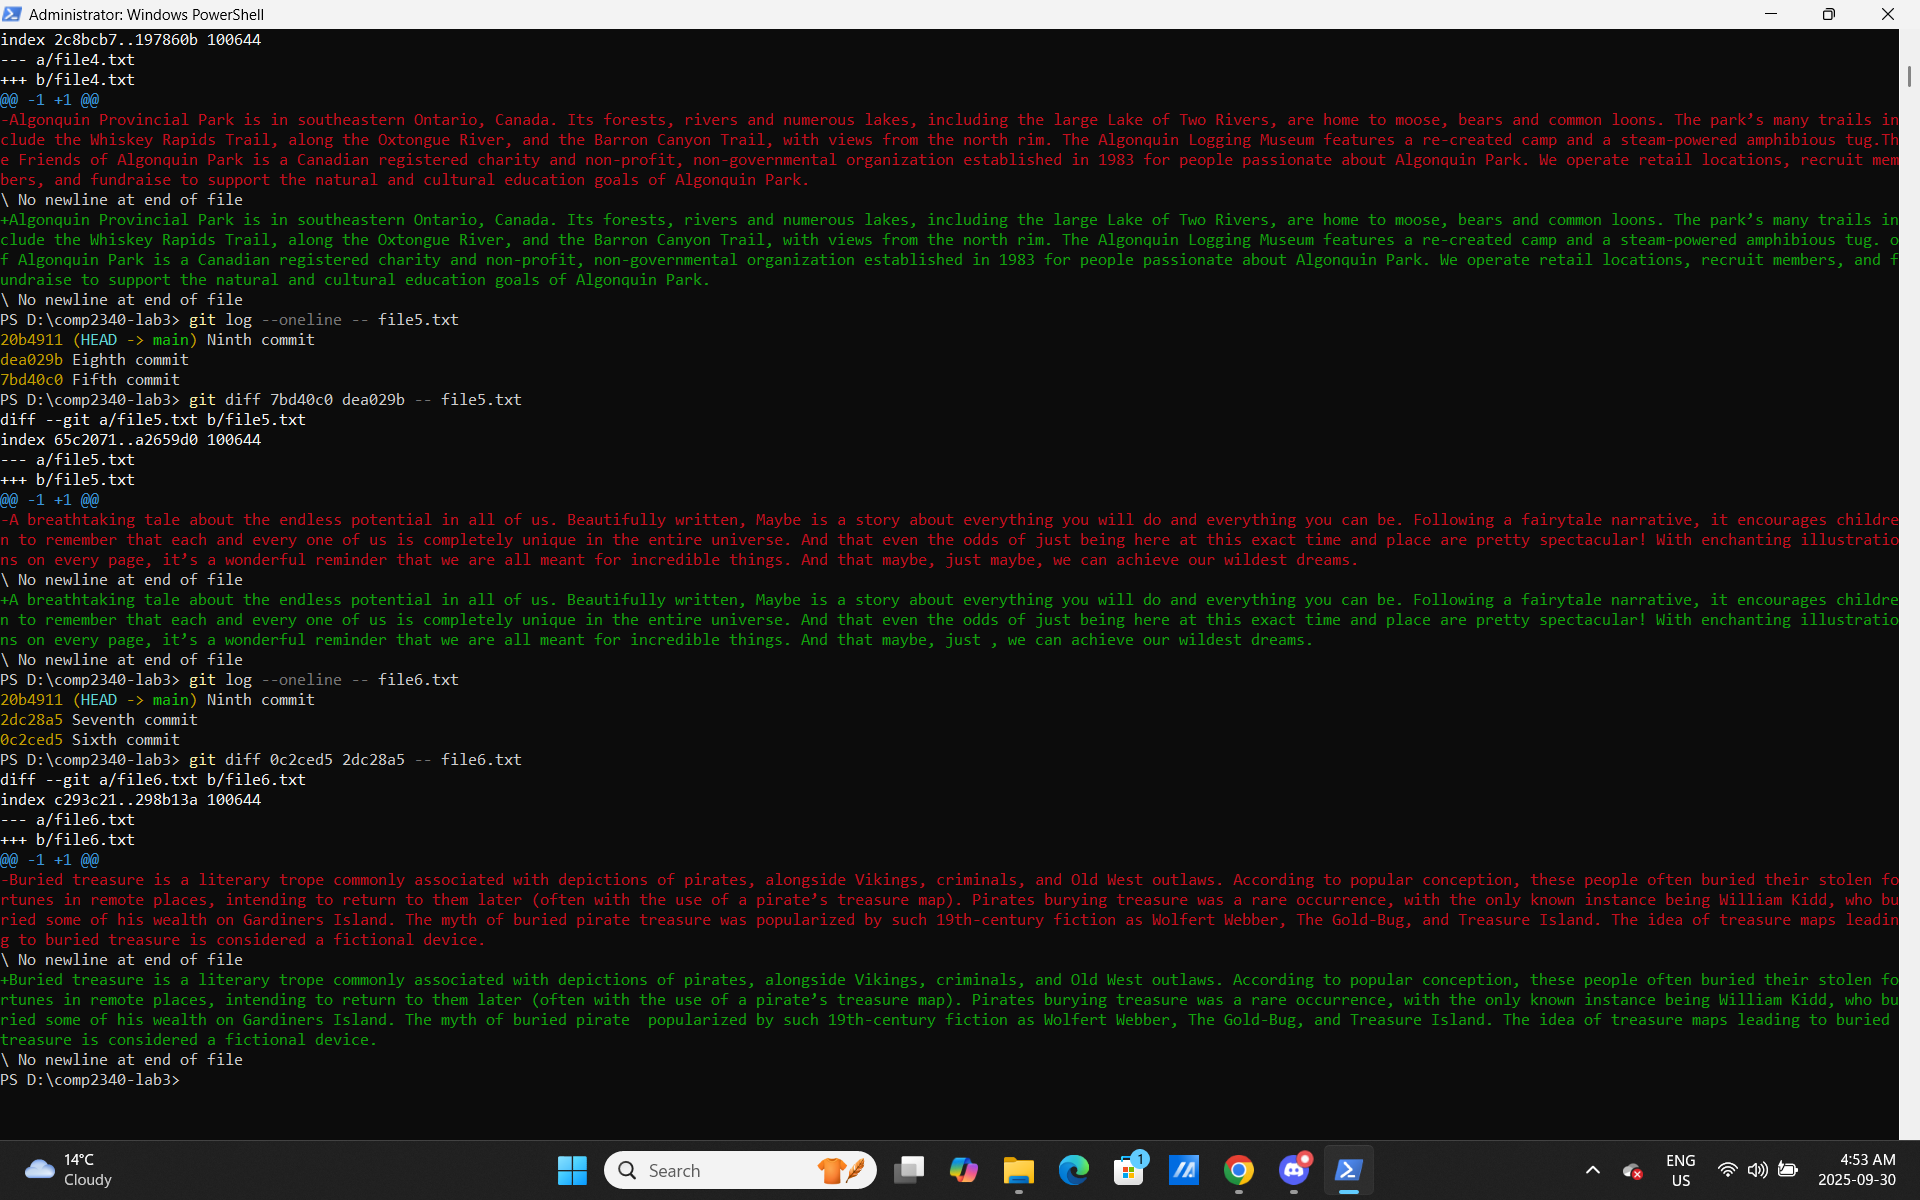 Administrator: Windows PowerShell
index 2c8bcb7..197860b 100644
--- a/file4.txt
+++ b/file4.txt
@@ -1 +1 @@
-Algonquin Provincial Park is in southeastern Ontario, Canada. Its forests, rivers and numerous lakes, including the large Lake of Two Rivers, are home to moose, bears and common loons. The park’s many trails in
clude the Whiskey Rapids Trail, along the Oxtongue River, and the Barron Canyon Trail, with views from the north rim. The Algonquin Logging Museum features a re-created camp and a steam-powered amphibious tug.Th
e Friends of Algonquin Park is a Canadian registered charity and non-profit, non-governmental organization established in 1983 for people passionate about Algonquin Park. We operate retail locations, recruit mem
bers, and fundraise to support the natural and cultural education goals of Algonquin Park.
\ No newline at end of file
+Algonquin Provincial Park is in southeastern Ontario, Canada. Its forests, rivers and numerous lakes, including the large Lake of Two Rivers, are home to moose, bears and common loons. The park’s many trails in
clude the Whiskey Rapids Trail, along the Oxtongue River, and the Barron Canyon Trail, with views from the north rim. The Algonquin Logging Museum features a re-created camp and a steam-powered amphibious tug. o
f Algonquin Park is a Canadian registered charity and non-profit, non-governmental organization established in 1983 for people passionate about Algonquin Park. We operate retail locations, recruit members, and f
undraise to support the natural and cultural education goals of Algonquin Park.
\ No newline at end of file
PS D:\comp2340-lab3> git log --oneline -- file5.txt
20b4911 (HEAD -> main) Ninth commit
dea029b Eighth commit
7bd40c0 Fifth commit
PS D:\comp2340-lab3> git diff 7bd40c0 dea029b -- file5.txt
diff --git a/file5.txt b/file5.txt
index 65c2071..a2659d0 100644
--- a/file5.txt
+++ b/file5.txt
@@ -1 +1 @@
-A breathtaking tale about the endless potential in all of us. Beautifully written, Maybe is a story about everything you will do and everything you can be. Following a fairytale narrative, it encourages childre
n to remember that each and every one of us is completely unique in the entire universe. And that even the odds of just being here at this exact time and place are pretty spectacular! With enchanting illustratio
ns on every page, it’s a wonderful reminder that we are all meant for incredible things. And that maybe, just maybe, we can achieve our wildest dreams.
\ No newline at end of file
+A breathtaking tale about the endless potential in all of us. Beautifully written, Maybe is a story about everything you will do and everything you can be. Following a fairytale narrative, it encourages childre
n to remember that each and every one of us is completely unique in the entire universe. And that even the odds of just being here at this exact time and place are pretty spectacular! With enchanting illustratio
ns on every page, it’s a wonderful reminder that we are all meant for incredible things. And that maybe, just , we can achieve our wildest dreams.
\ No newline at end of file
PS D:\comp2340-lab3> git log --oneline -- file6.txt
20b4911 (HEAD -> main) Ninth commit
2dc28a5 Seventh commit
0c2ced5 Sixth commit
PS D:\comp2340-lab3> git diff 0c2ced5 2dc28a5 -- file6.txt
diff --git a/file6.txt b/file6.txt
index c293c21..298b13a 100644
--- a/file6.txt
+++ b/file6.txt
@@ -1 +1 @@
-Buried treasure is a literary trope commonly associated with depictions of pirates, alongside Vikings, criminals, and Old West outlaws. According to popular conception, these people often buried their stolen fo
rtunes in remote places, intending to return to them later (often with the use of a pirate’s treasure map). Pirates burying treasure was a rare occurrence, with the only known instance being William Kidd, who bu
ried some of his wealth on Gardiners Island. The myth of buried pirate treasure was popularized by such 19th-century fiction as Wolfert Webber, The Gold-Bug, and Treasure Island. The idea of treasure maps leadin
g to buried treasure is considered a fictional device.
\ No newline at end of file
+Buried treasure is a literary trope commonly associated with depictions of pirates, alongside Vikings, criminals, and Old West outlaws. According to popular conception, these people often buried their stolen fo
rtunes in remote places, intending to return to them later (often with the use of a pirate’s treasure map). Pirates burying treasure was a rare occurrence, with the only known instance being William Kidd, who bu
ried some of his wealth on Gardiners Island. The myth of buried pirate  popularized by such 19th-century fiction as Wolfert Webber, The Gold-Bug, and Treasure Island. The idea of treasure maps leading to buried
treasure is considered a fictional device.
\ No newline at end of file
PS D:\comp2340-lab3>
14°C
Cloudy
Search
1
ENG
US
4:53 AM
2025-09-30